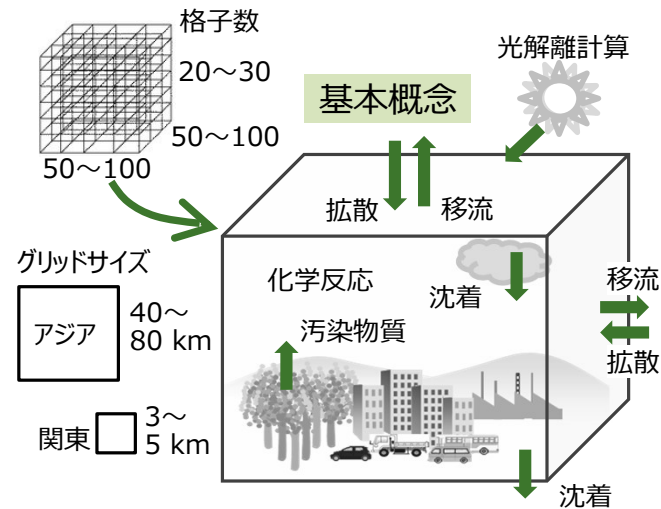 格子数
20～30
50～100
50～100
基本概念
光解離計算
拡散
移流
グリッドサイズ
アジア
40～
80 km
関東
3～
5 km
化学反応
汚染物質
沈着
移流
拡散
沈着